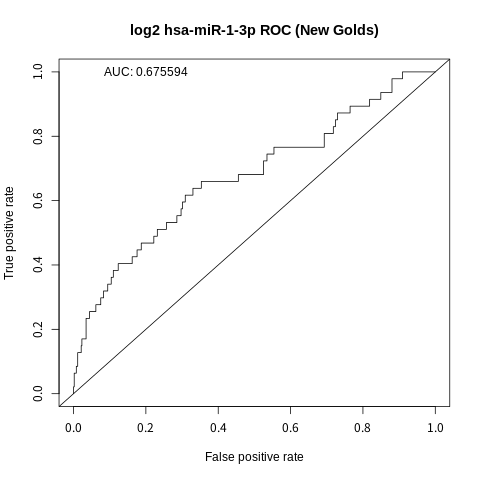 log2 hsa-miR-1-3p ROC (New Golds)
AUC: 0.675594
True positive rate
1.0
0.8
0.6
0.4
0.2
0.0
0.0 0.2 0.4 0.6 0.8 1.0
False positive rate